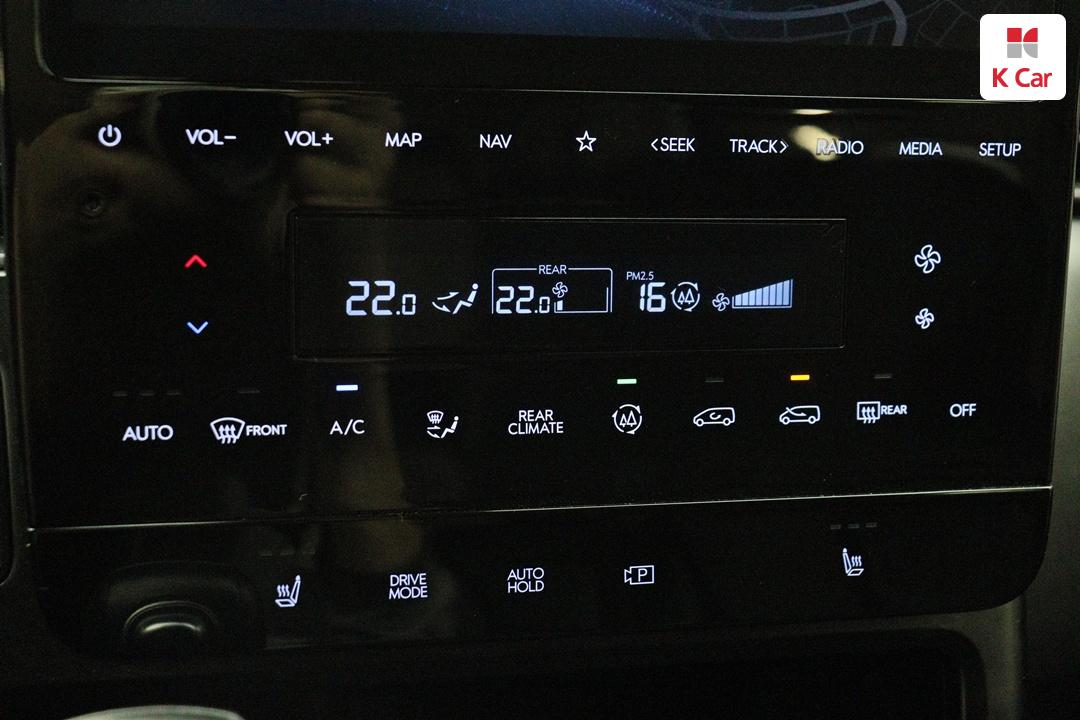 K Car
VOL−
VOL+
MAP
NAV
<SEEK
TRACK>
RADIO
MEDIA
SETUP
22.0
REAR
22.0
PM2.5
16
AUTO
FRONT
A/C
REAR
CLIMATE
REAR
OFF
DRIVE
MODE
AUTO
HOLD
P